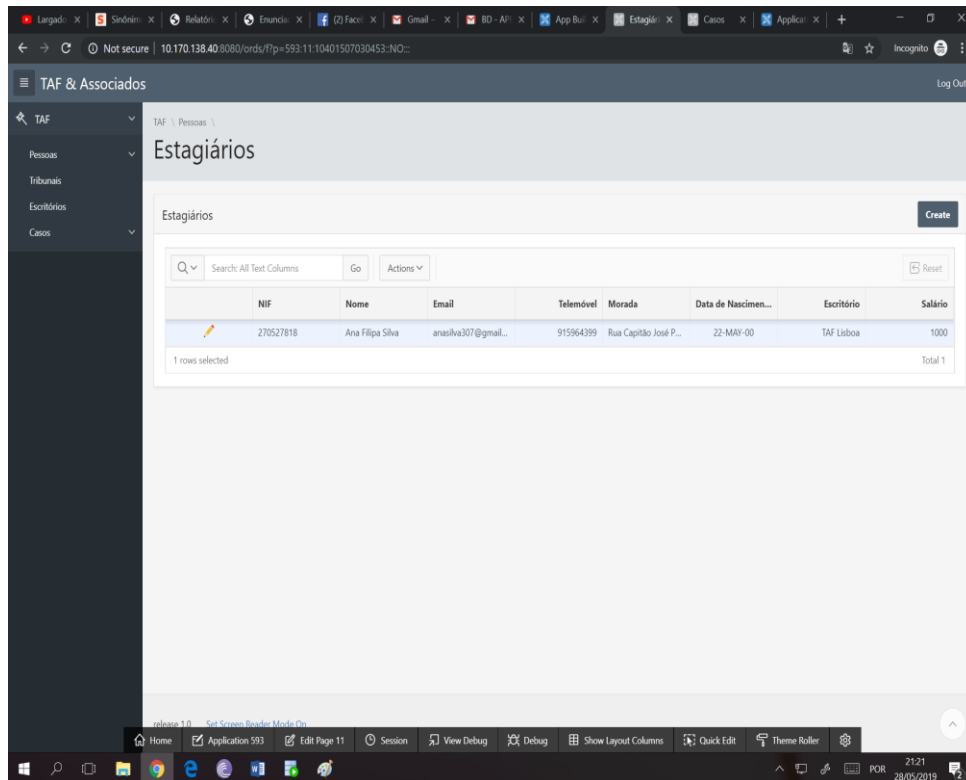 Largado
Sinónim
Relatóri
Enuncia
(2) Face
Gmail -
BD - AP
App Bui
Estagiári
Casos
Applicat
Not secure | 10.170.138.40:8080/ords/f?p=593:11:10401507030453::NO:::
Incognito
TAF & Associados
Log Out
TAF
TAF \ Pessoas \
Estagiários
Pessoas
Tribunais
Escritórios
Casos
Estagiários
Create
Search: All Text Columns
Go
Actions
Reset
NIF Nome Email Telemóvel Morada Data de Nascimen... Escritório Salário
270527818 Ana Filipa Silva anasilva307@gmail... 915964399 Rua Capitão José P... 22-MAY-00 TAF Lisboa 1000
1 rows selected
Total 1
release 1.0 Set Screen Reader Mode On
Home Application 593 Edit Page 11 Session View Debug Debug Show Layout Columns Quick Edit Theme Roller
POR
21:21
28/05/2019